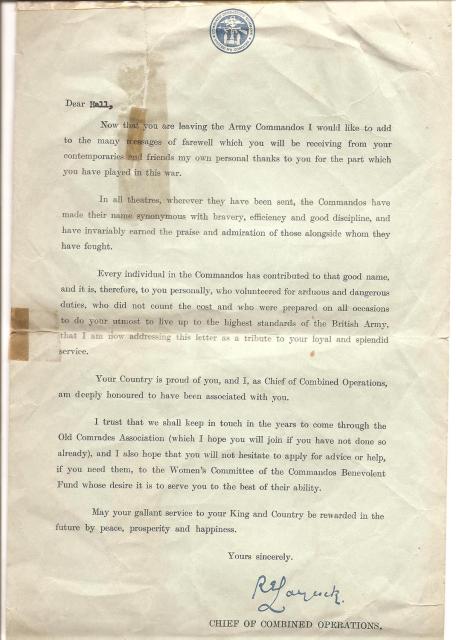 Dear Hall,
Now that you are leaving the Army Commandos I would like to add
to the many messages of farewell which you will be receiving from your
contemporaries and friends my own personal thanks to you for the part which
you have played in this war.
In all theatres, wherever they have been sent, the Commandos have
made their name synonymous with bravery, efficiency and good discipline, and
have invariably earned the praise and admiration of those alongside whom they
have fought.
Every individual in the Commandos has contributed to that good name,
and it is, therefore, to you personally, who volunteered for arduous and dangerous
duties, who did not count the cost and who were prepared on all occasions
to do your utmost to live up to the highest standards of the British Army,
that I am now addressing this letter as a tribute to your loyal and splendid
service.
Your Country is proud of you, and I, as Chief of Combined Operations,
am deeply honoured to have been associated with you.
I trust that we shall keep in touch in the years to come through the
Old Comrades Association (which I hope you will join if you have not done so
already), and I also hope that you will not hesitate to apply for advice or help,
if you need them, to the Women's Committee of the Commandos Benevolent
Fund whose desire it is to serve you to the best of their ability.
May your gallant service to your King and Country be rewarded in the
future by peace, prosperity and happiness.
Yours sincerely.
R E Laycock.
CHIEF OF COMBINED OPERATIONS.